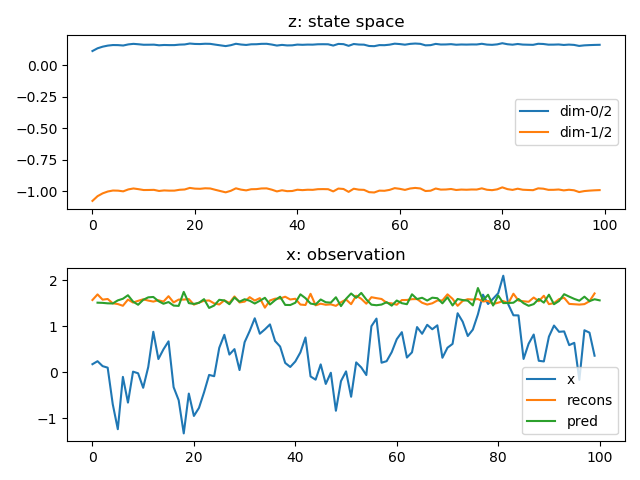 z: state space
0.00
−0.25
−0.50
−0.75
−1.00
dim-0/2
dim-1/2
0 20 40 60 80 100
x: observation
2
1
0
−1
x
recons
pred
0 20 40 60 80 100